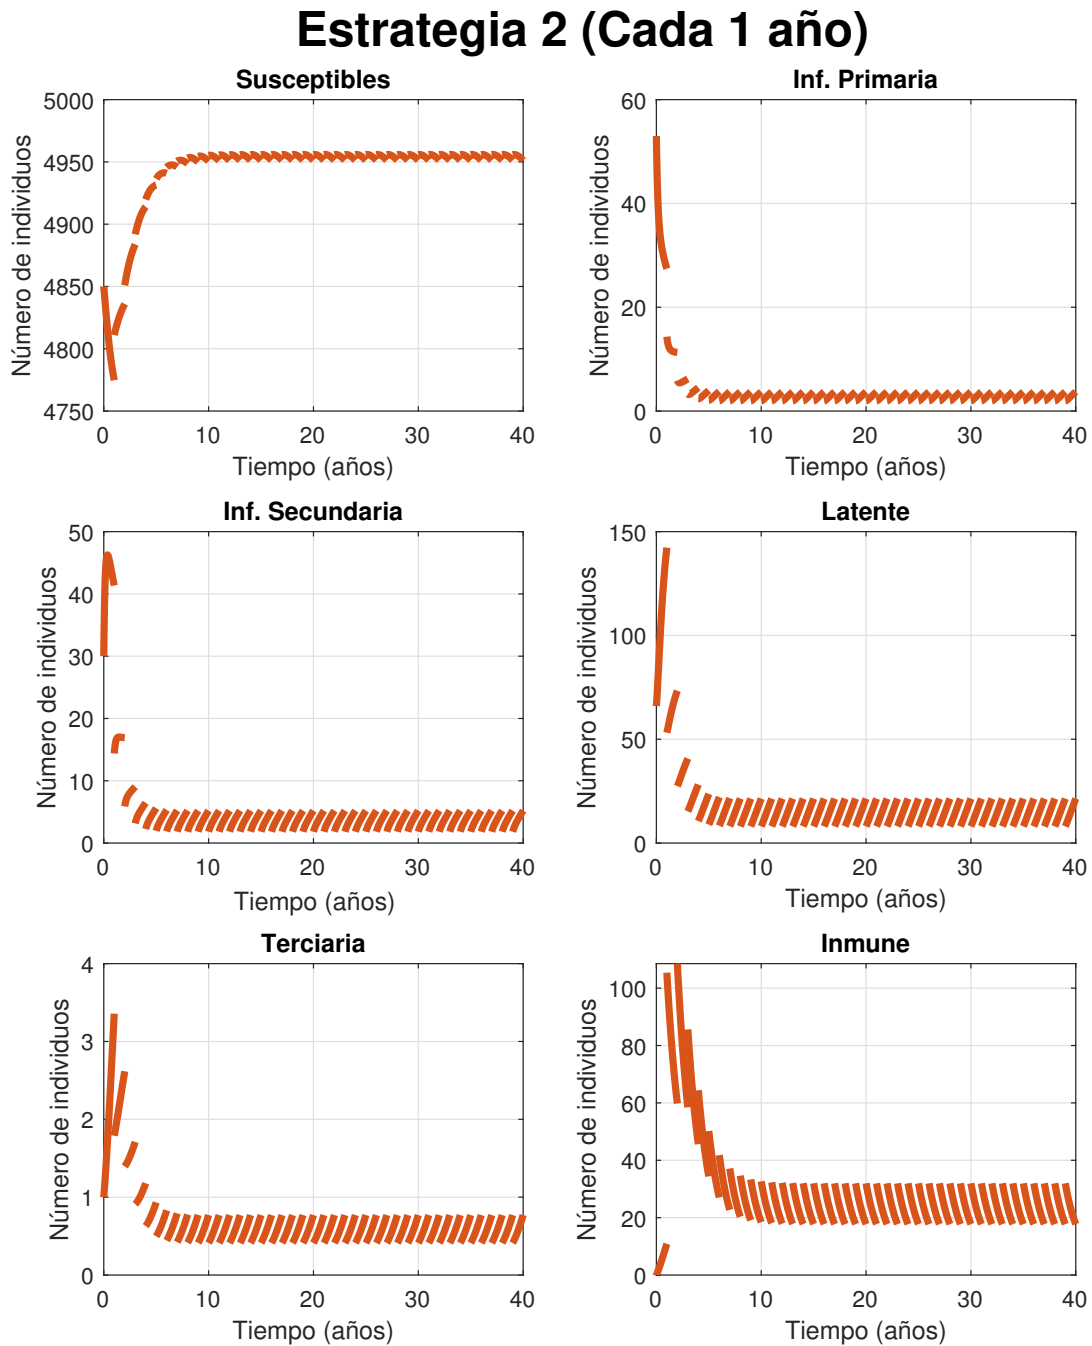 Estrategia 2 (Cada 1 año)
Susceptibles
Número de individuos
5000
4950
4900
4850
4800
4750
0 10 20 30 40
Tiempo (años)
Inf. Primaria
Número de individuos
60
40
20
0
0 10 20 30 40
Tiempo (años)
Inf. Secundaria
Número de individuos
50
40
30
20
10
0
0 10 20 30 40
Tiempo (años)
Latente
Número de individuos
150
100
50
0
0 10 20 30 40
Tiempo (años)
Terciaria
Número de individuos
4
3
2
1
0
0 10 20 30 40
Tiempo (años)
Inmune
Número de individuos
100
80
60
40
20
0
0 10 20 30 40
Tiempo (años)